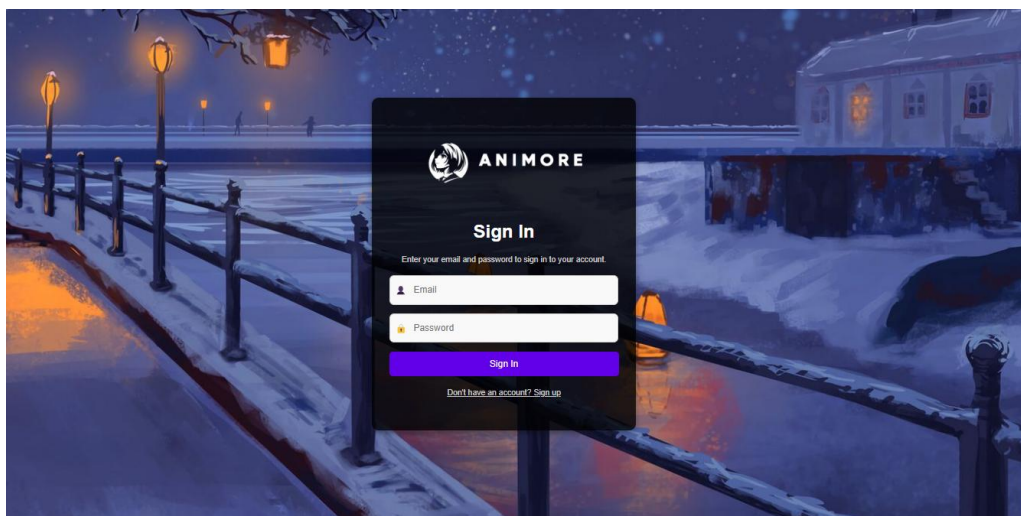 ANIMORE
Sign In
Enter your email and password to sign in to your account.
Email
Password
Sign In
Don't have an account? Sign up